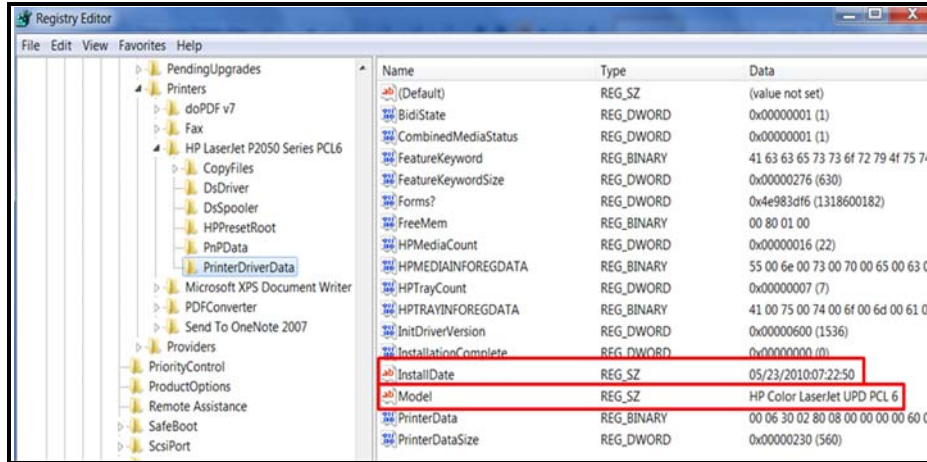 Registry Editor
File Edit View Favorites Help
PendingUpgrades
Printers
doPDF v7
Fax
HP LaserJet P2050 Series PCL6
CopyFiles
DsDriver
DsSpooler
HPPresetRoot
PnPData
PrinterDriverData
Microsoft XPS Document Writer
PDFConverter
Send To OneNote 2007
Providers
PriorityControl
ProductOptions
Remote Assistance
SafeBoot
ScsiPort
Name Type Data
(Default) REG_SZ (value not set)
BidiState REG_DWORD 0x00000001 (1)
CombinedMediaStatus REG_DWORD 0x00000001 (1)
FeatureKeyword REG_BINARY 41 63 63 65 73 73 6f 72 79 4f 75 74
FeatureKeywordSize REG_DWORD 0x00000276 (630)
Forms? REG_DWORD 0x4e983df6 (1318600182)
FreeMem REG_BINARY 00 80 01 00
HPMediaCount REG_DWORD 0x00000016 (22)
HPMEDIAINFOREGDATA REG_BINARY 55 00 6e 00 73 00 70 00 65 00 63 0
HPTrayCount REG_DWORD 0x00000007 (7)
HPTRAYINFOREGDATA REG_BINARY 41 00 75 00 74 00 6f 00 6d 00 61 0
InitDriverVersion REG_DWORD 0x00000600 (1536)
InstallationComplete REG_DWORD 0x00000000 (0)
InstallDate REG_SZ 05/23/2010:07:22:50
Model REG_SZ HP Color LaserJet UPD PCL 6
PrinterData REG_BINARY 00 06 30 02 80 08 00 00 00 00 60 0
PrinterDataSize REG_DWORD 0x00000230 (560)